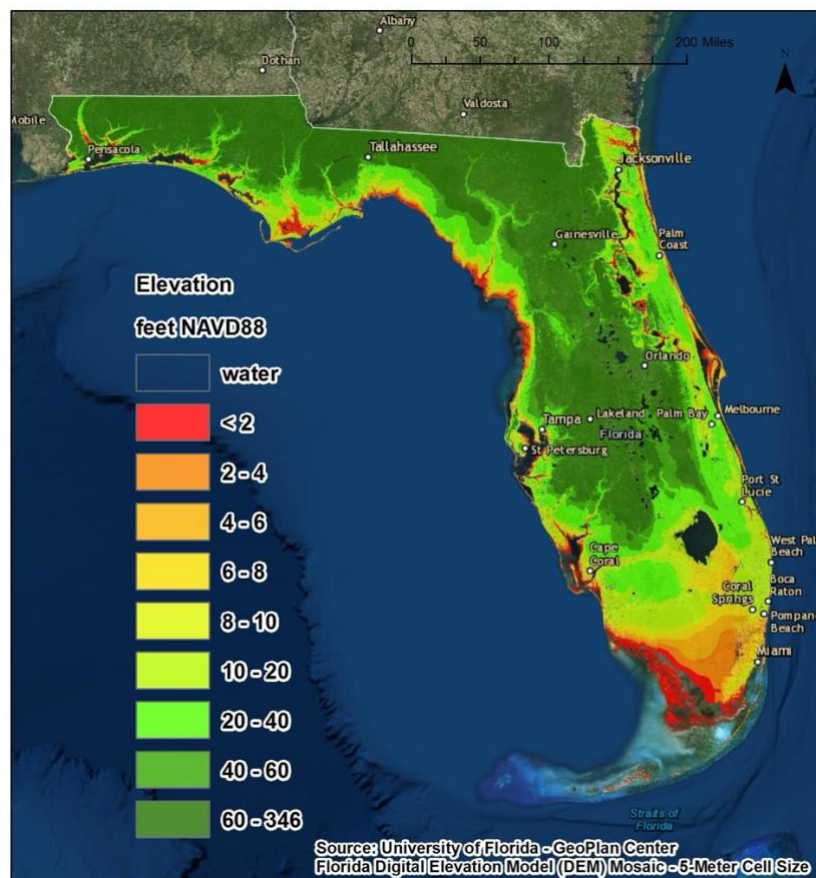 Albany
0 50 100 200 Miles
Dothan
N
Valdosta
Mobile
Pensacola
Tallahassee
Jacksonville
Gainesville
Palm
Coast
Elevation
feet NAVD88
water
< 2
2 - 4
4 - 6
6 - 8
8 - 10
10 - 20
20 - 40
40 - 60
60 - 346
Orlando
Tampa
Lakeland
Palm Bay
Melbourne
Florida
St Petersburg
Port St
Lucie
West Pal
Beach
Cape
Coral
Boca
Raton
Coral
Springs
Pompan
Beach
Miami
Straits of
Florida
Source: University of Florida - GeoPlan Center
Florida Digital Elevation Model (DEM) Mosaic - 5-Meter Cell Size